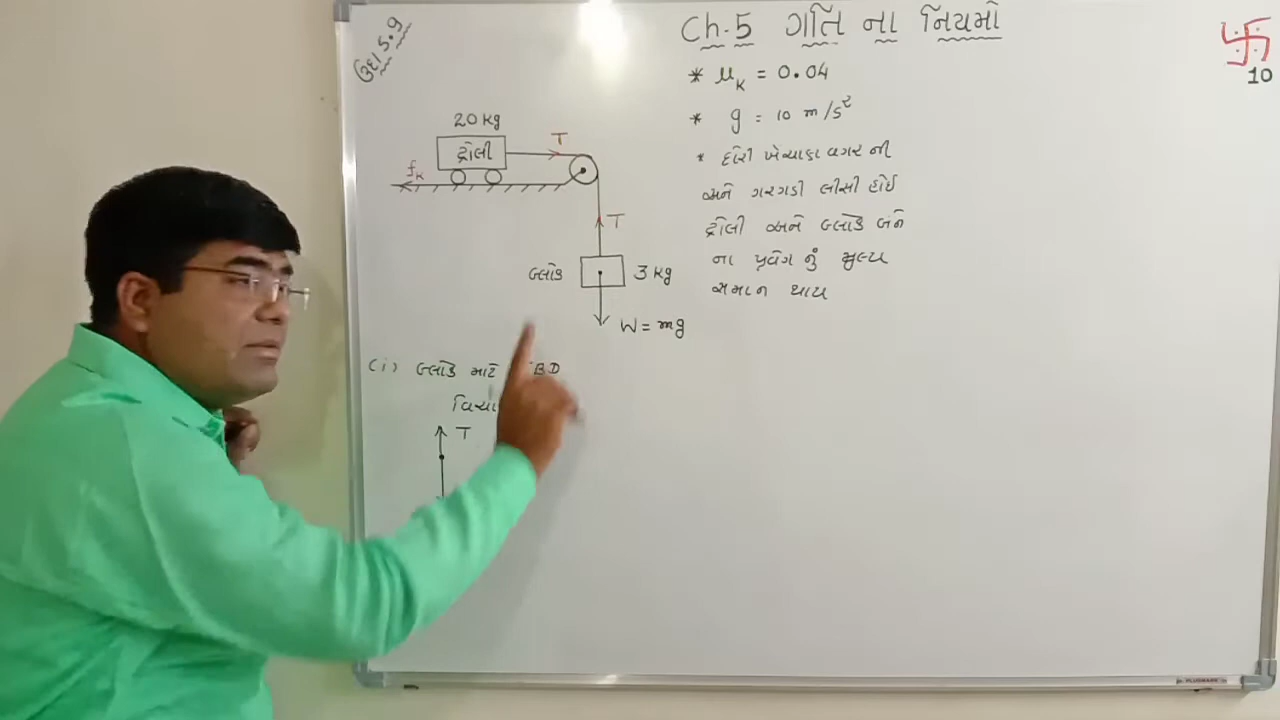 ઉદા 5.9
Ch.5 ગતિ ના નિયમો
10
* μK = 0.04
* g = 10 m/s²
* દોરી ખેંચાયા વગર ની
અને ગરગડી લીસી હોઈ
ટ્રોલી અને બ્લોક બંને
ના પ્રવેગ નું મુલ્ય
સમાન થાય
20 kg
ટ્રોલી
T
fK
T
બ્લોક
3 kg
W = mg
(i) બ્લોક માટે BD
T